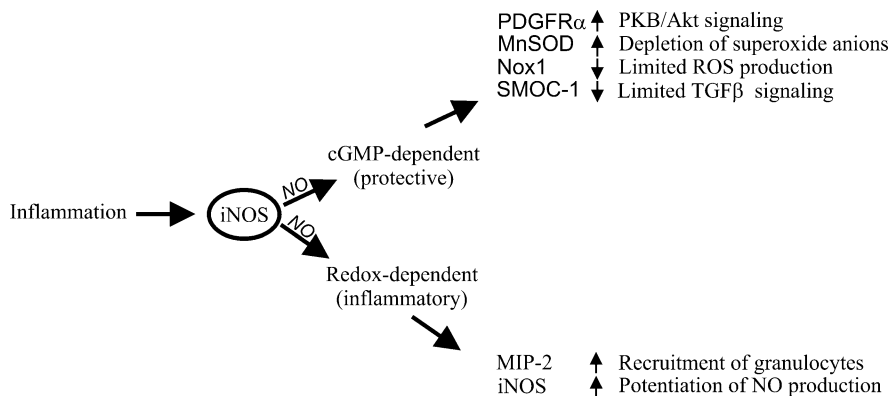 PDGFRα ↑ PKB/Akt signaling
MnSOD ↑ Depletion of superoxide anions
Nox1 ↓ Limited ROS production
SMOC-1 ↓ Limited TGFβ signaling
cGMP-dependent
(protective)
NO
Inflammation
iNOS
NO
Redox-dependent
(inflammatory)
MIP-2 ↑ Recruitment of granulocytes
iNOS ↑ Potentiation of NO production